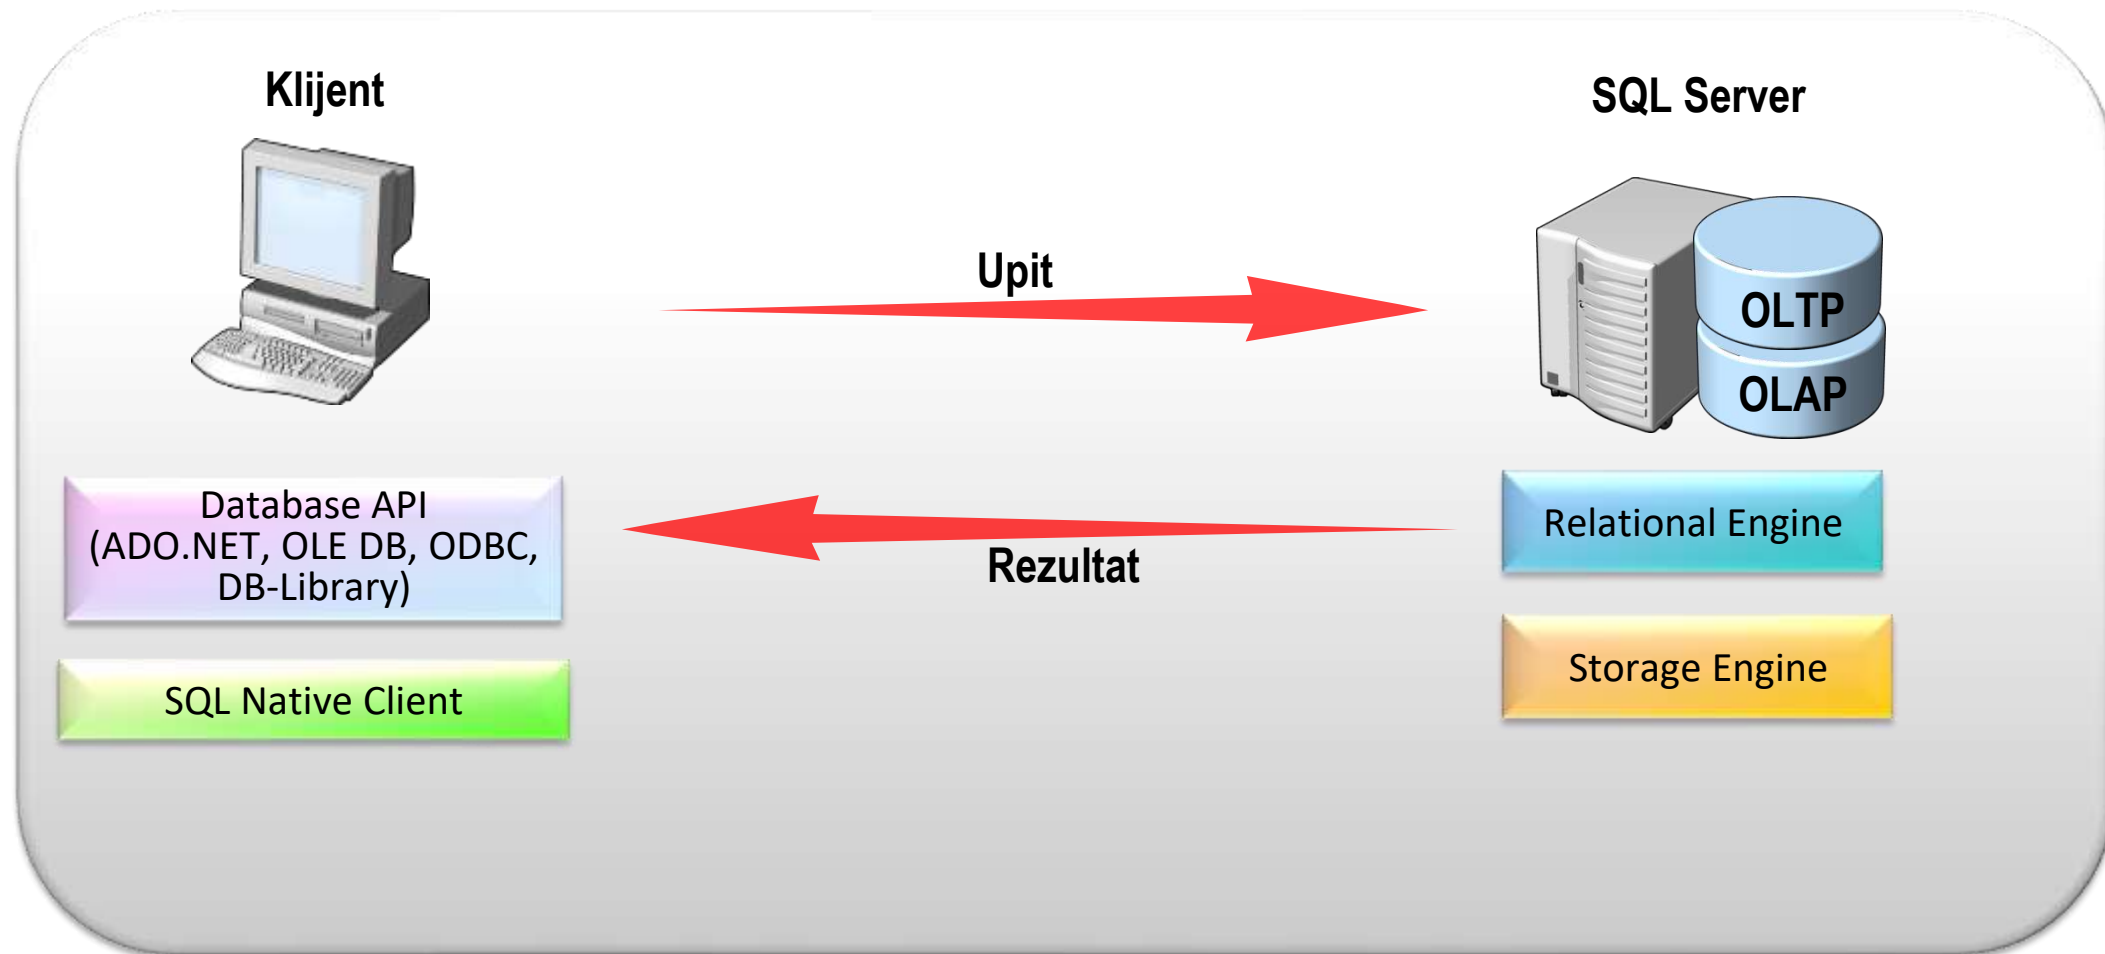 Klijent
SQL Server
Upit
OLTP
OLAP
Database API
(ADO.NET, OLE DB, ODBC,
DB-Library)
Relational Engine
Rezultat
Storage Engine
SQL Native Client